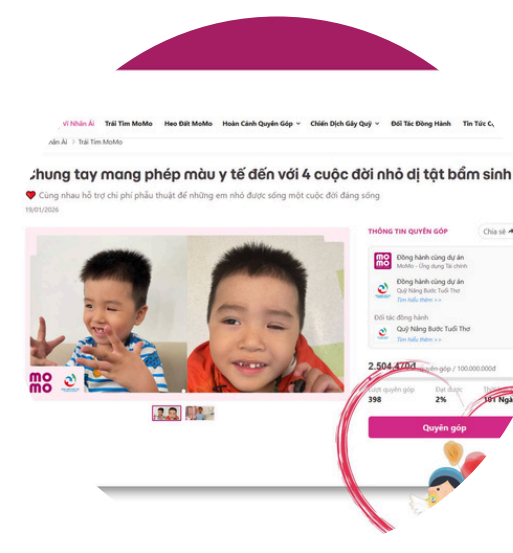 Ví Nhân Ái Trái Tim MoMo Heo Đất MoMo Hoàn Cảnh Quyên Góp Chiến Dịch Gây Quỹ Đối Tác Đồng Hành Tin Tức
Trái Tim MoMo
Chung tay mang phép màu y tế đến với 4 cuộc đời nhỏ dị tật bẩm sinh
Cùng nhau hỗ trợ chi phí phẫu thuật để những em nhỏ được sống một cuộc đời đáng sống
19/01/2026
THÔNG TIN QUYÊN GÓP Chia sẻ
mo mo
Đồng hành cùng dự án
MoMo - Ứng dụng Tài chính
Đồng hành cùng dự án
Quỹ Nâng Bước Tuổi Thơ
Tìm hiểu thêm >>
Đối tác đồng hành
Quỹ Nâng Bước Tuổi Thơ
Tìm hiểu thêm >>
2.504.470đ quyên góp / 100.000.000đ
Lượt quyên góp Đạt được
398 2% 101 Ngà
Quyên góp
mo
mo